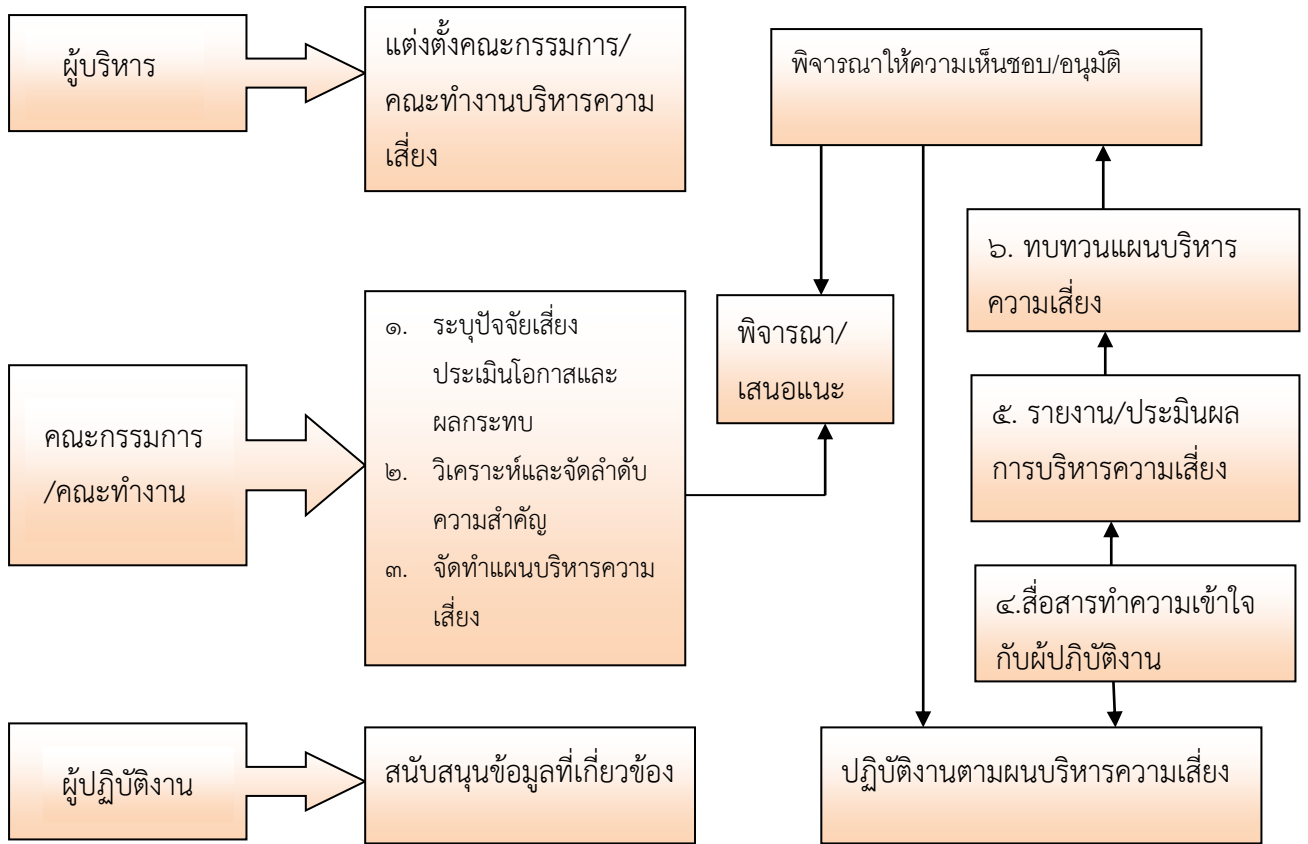 ผู้บริหาร
แต่งตั้งคณะกรรมการ/
คณะทำงานบริหารความ
เสี่ยง
พิจารณาให้ความเห็นชอบ/อนุมัติ
คณะกรรมการ
/คณะทำงาน
๑. ระบุปัจจัยเสี่ยง
ประเมินโอกาสและ
ผลกระทบ
๒. วิเคราะห์และจัดลำดับ
ความสำคัญ
๓. จัดทำแผนบริหารความ
เสี่ยง
พิจารณา/
เสนอแนะ
๖. ทบทวนแผนบริหาร
ความเสี่ยง
๕. รายงาน/ประมินผล
การบริหารความเสี่ยง
๔.สื่อสารทำความเข้าใจ
กับผู้ปฏิบัติงาน
ผู้ปฏิบัติงาน
สนับสนุนข้อมูลที่เกี่ยวข้อง
ปฏิบัติงานตามผนบริหารความเสี่ยง